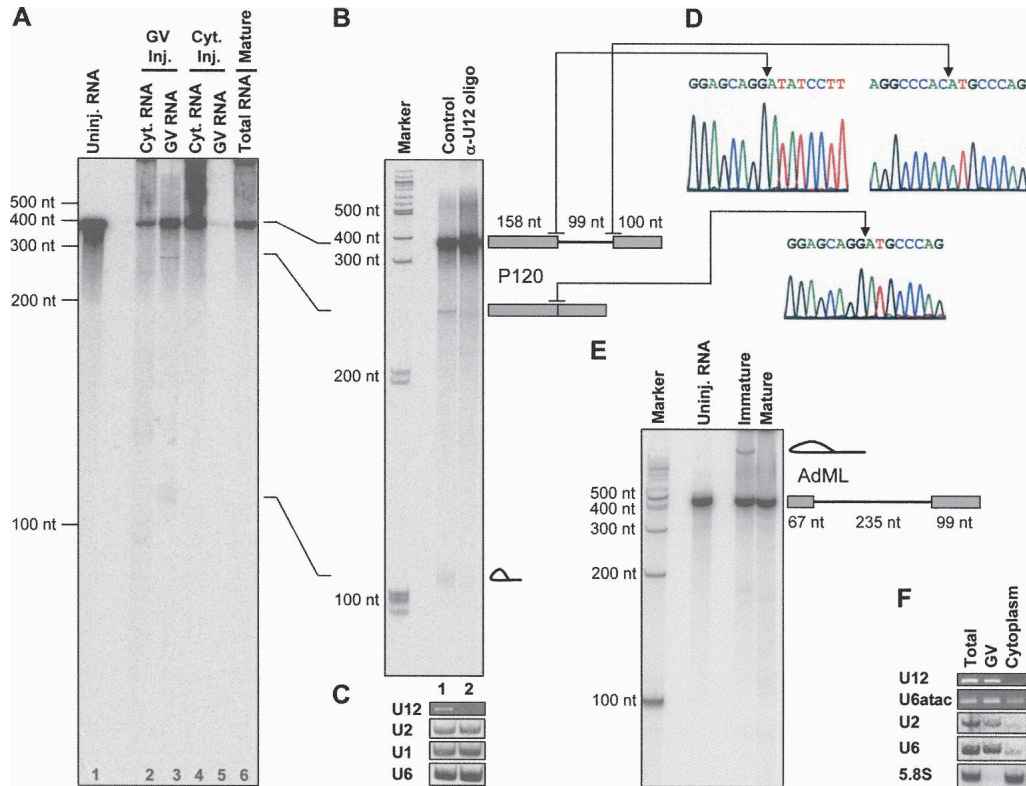 A
GV Inj.
Cyt. Inj.
Mature
Uninj. RNA
Cyt. RNA
GV RNA
Cyt. RNA
GV RNA
Total RNA
500 nt
400 nt
300 nt
200 nt
100 nt
1 2 3 4 5 6
B
Marker
Control
α-U12 oligo
500 nt
400 nt
300 nt
200 nt
100 nt
158 nt
99 nt
100 nt
P120
1 2
C
U12
U2
U1
U6
D
GGAGCAGGATATCCTT
AGGCCCACATGCCCAG
GGAGCAGGATGCCCAG
E
Marker
Uninj. RNA
Immature
Mature
500 nt
400 nt
300 nt
200 nt
100 nt
AdML
67 nt
235 nt
99 nt
F
Total
GV
Cytoplasm
U12
U6atac
U2
U6
5.8S